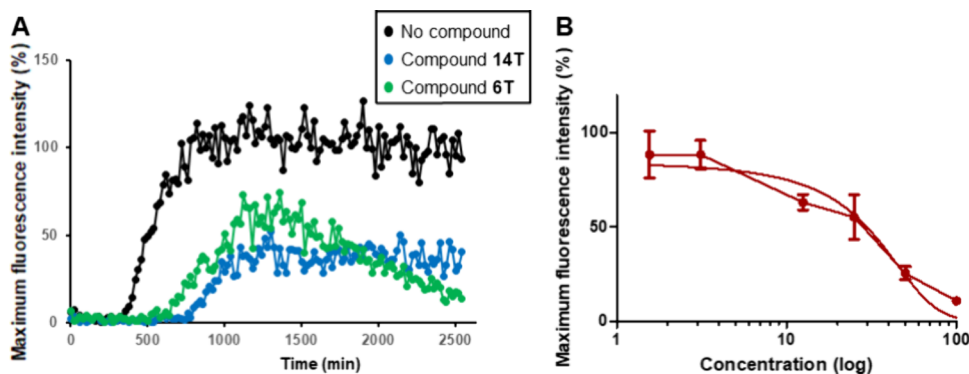 A
Maximum fluorescence intensity (%)
150
100
50
0
0
500
1000
1500
2000
2500
Time (min)
No compound
Compound 14T
Compound 6T
B
Maximum fluorescence intensity (%)
100
50
0
1
10
100
Concentration (log)